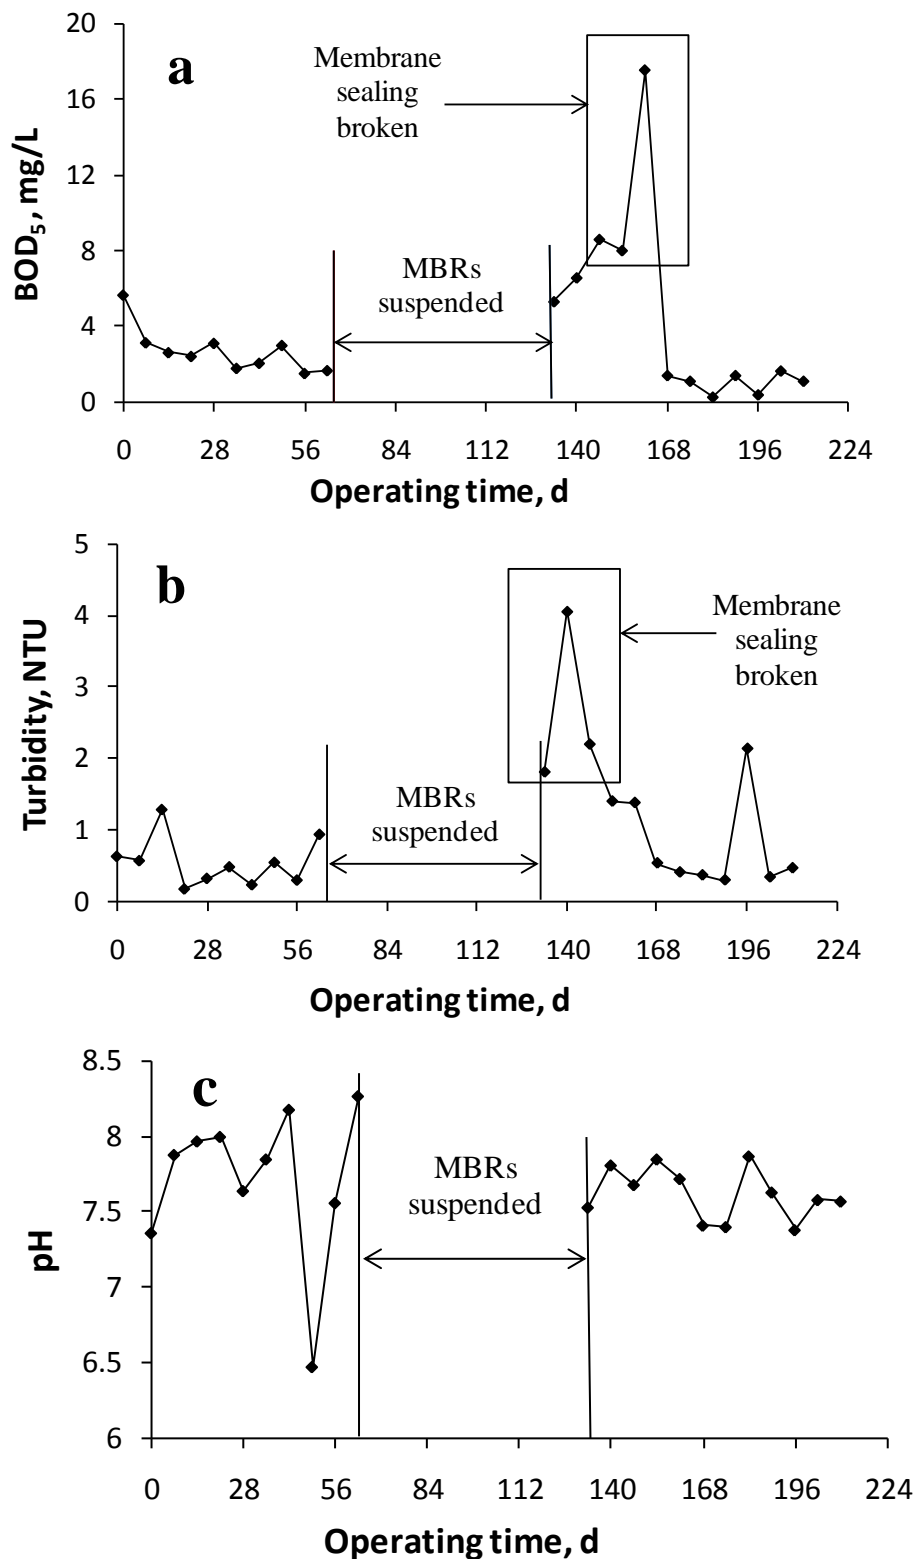 20
16
12
8
4
0
BOD5, mg/L
a
Membrane
sealing
broken
MBRs
suspended
0 28 56 84 112 140 168 196 224
Operating time, d
5
4
3
2
1
0
Turbidity, NTU
b
Membrane
sealing
broken
MBRs
suspended
0 28 56 84 112 140 168 196 224
Operating time, d
8.5
8
7.5
7
6.5
6
pH
c
MBRs
suspended
0 28 56 84 112 140 168 196 224
Operating time, d